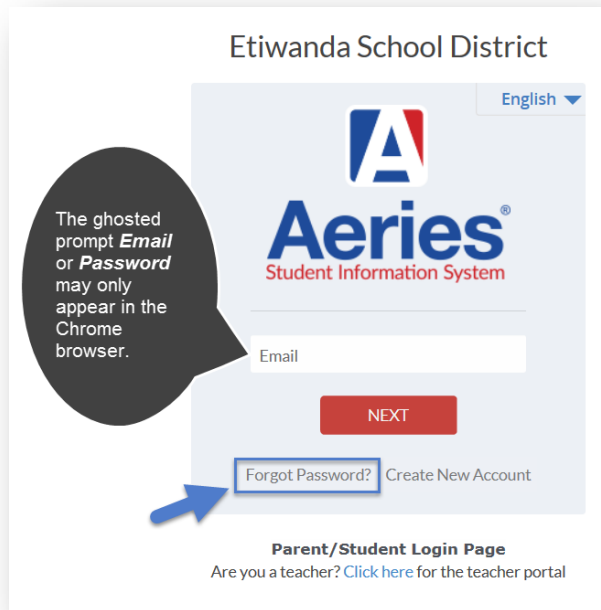 Etiwanda School District
English
Aeries®
Student Information System
The ghosted
prompt Email
or Password
may only
appear in the
Chrome
browser.
Email
NEXT
Forgot Password? Create New Account
Parent/Student Login Page
Are you a teacher? Click here for the teacher portal